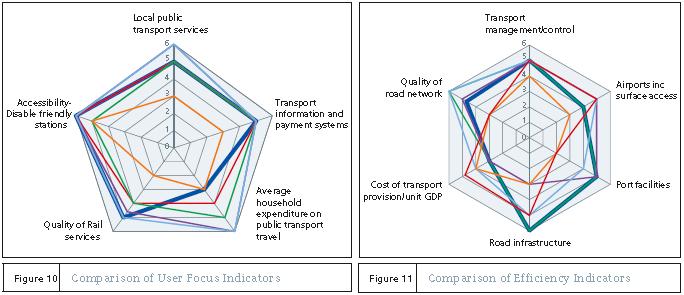 Local public
transport services
6
5
4
3
2
1
0
Accessibility-
Disable friendly
stations
Transport
information and
payment systems
Average
household
expenditure on
public transport
travel
Quality of Rail
services
Figure 10 Comparison of User Focus Indicators
Transport
management/control
6
5
4
3
2
1
0
Quality of
road network
Airports inc
surface access
Cost of transport
provision/unit GDP
Port facilities
Road infrastructure
Figure 11 Comparison of Efficiency Indicators